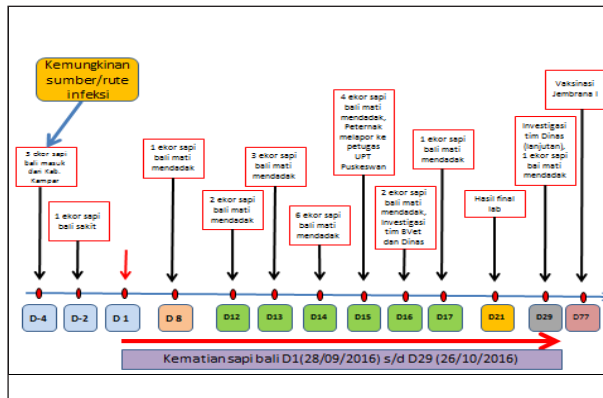 Kemungkinan
sumber/rute
infeksi
5 ekor sapi
bali masuk
dari Kab.
Kampar
1 ekor sapi
bali sakit
1 ekor sapi
bali mati
mendadak
2 ekor sapi
bali mati
mendadak
3 ekor sapi
bali mati
mendadak
6 ekor sapi
bali mati
mendadak
4 ekor sapi
bali mati
mendadak,
Peternak
melapor ke
petugas
UPT
Puskeswan
2 ekor sapi
bali mati
mendadak,
Investigasi
tim BVet
dan Dinas
1 ekor sapi
bali mati
mendadak
Hasil final
lab
Investigasi
tim Dinas
(lanjutan),
1 ekor sapi
bai mati
mendadak
Vaksinasi
Jembrana I
D-4
D-2
D 1
D 8
D12
D13
D14
D15
D16
D17
D21
D29
D77
Kematian sapi bali D1(28/09/2016) s/d D29 (26/10/2016)